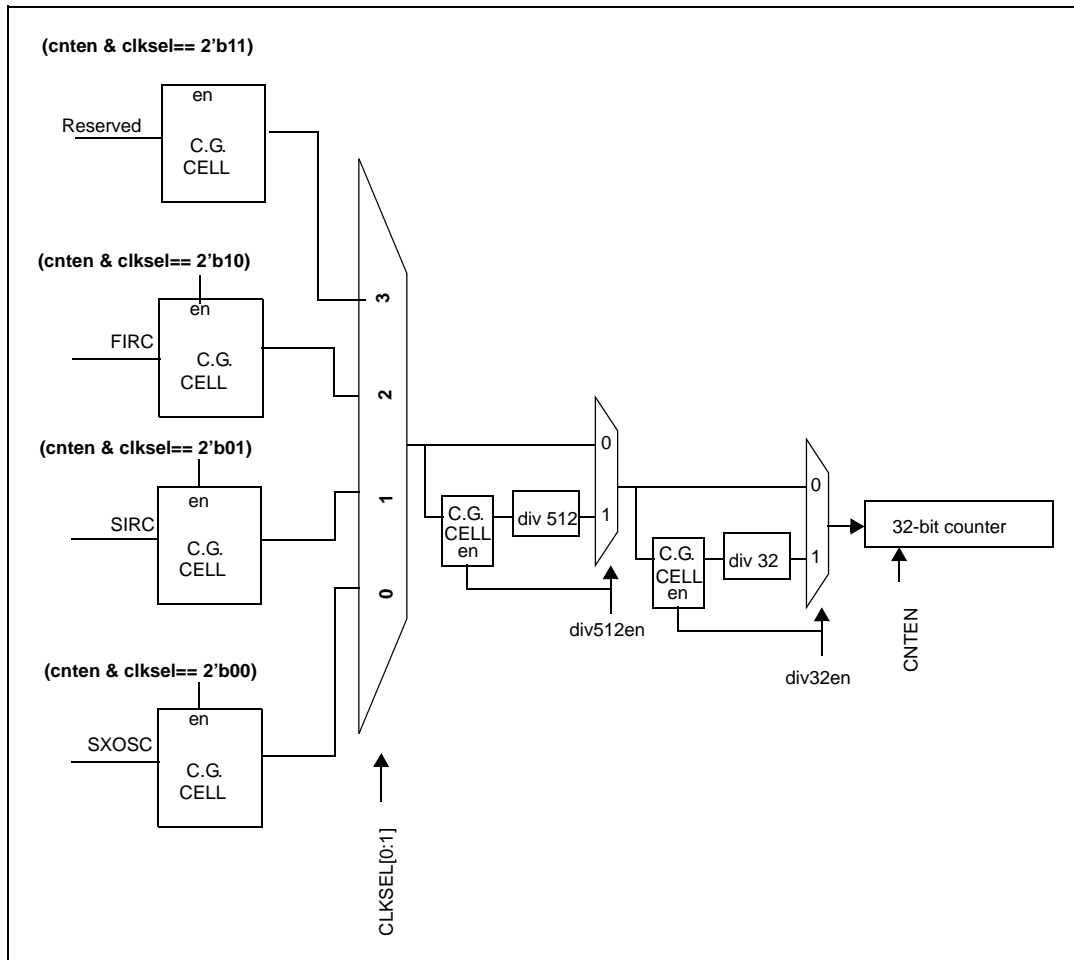 (cnten & clksel== 2'b11)
en
Reserved
C.G.
CELL
(cnten & clksel== 2'b10)
en
FIRC
C.G.
CELL
(cnten & clksel== 2'b01)
en
SIRC
C.G.
CELL
(cnten & clksel== 2'b00)
en
SXOSC
C.G.
CELL
3
2
1
0
CLKSEL[0:1]
0
1
C.G.
CELL
en
div 512
div512en
0
1
C.G.
CELL
en
div 32
div32en
32-bit counter
CNTEN